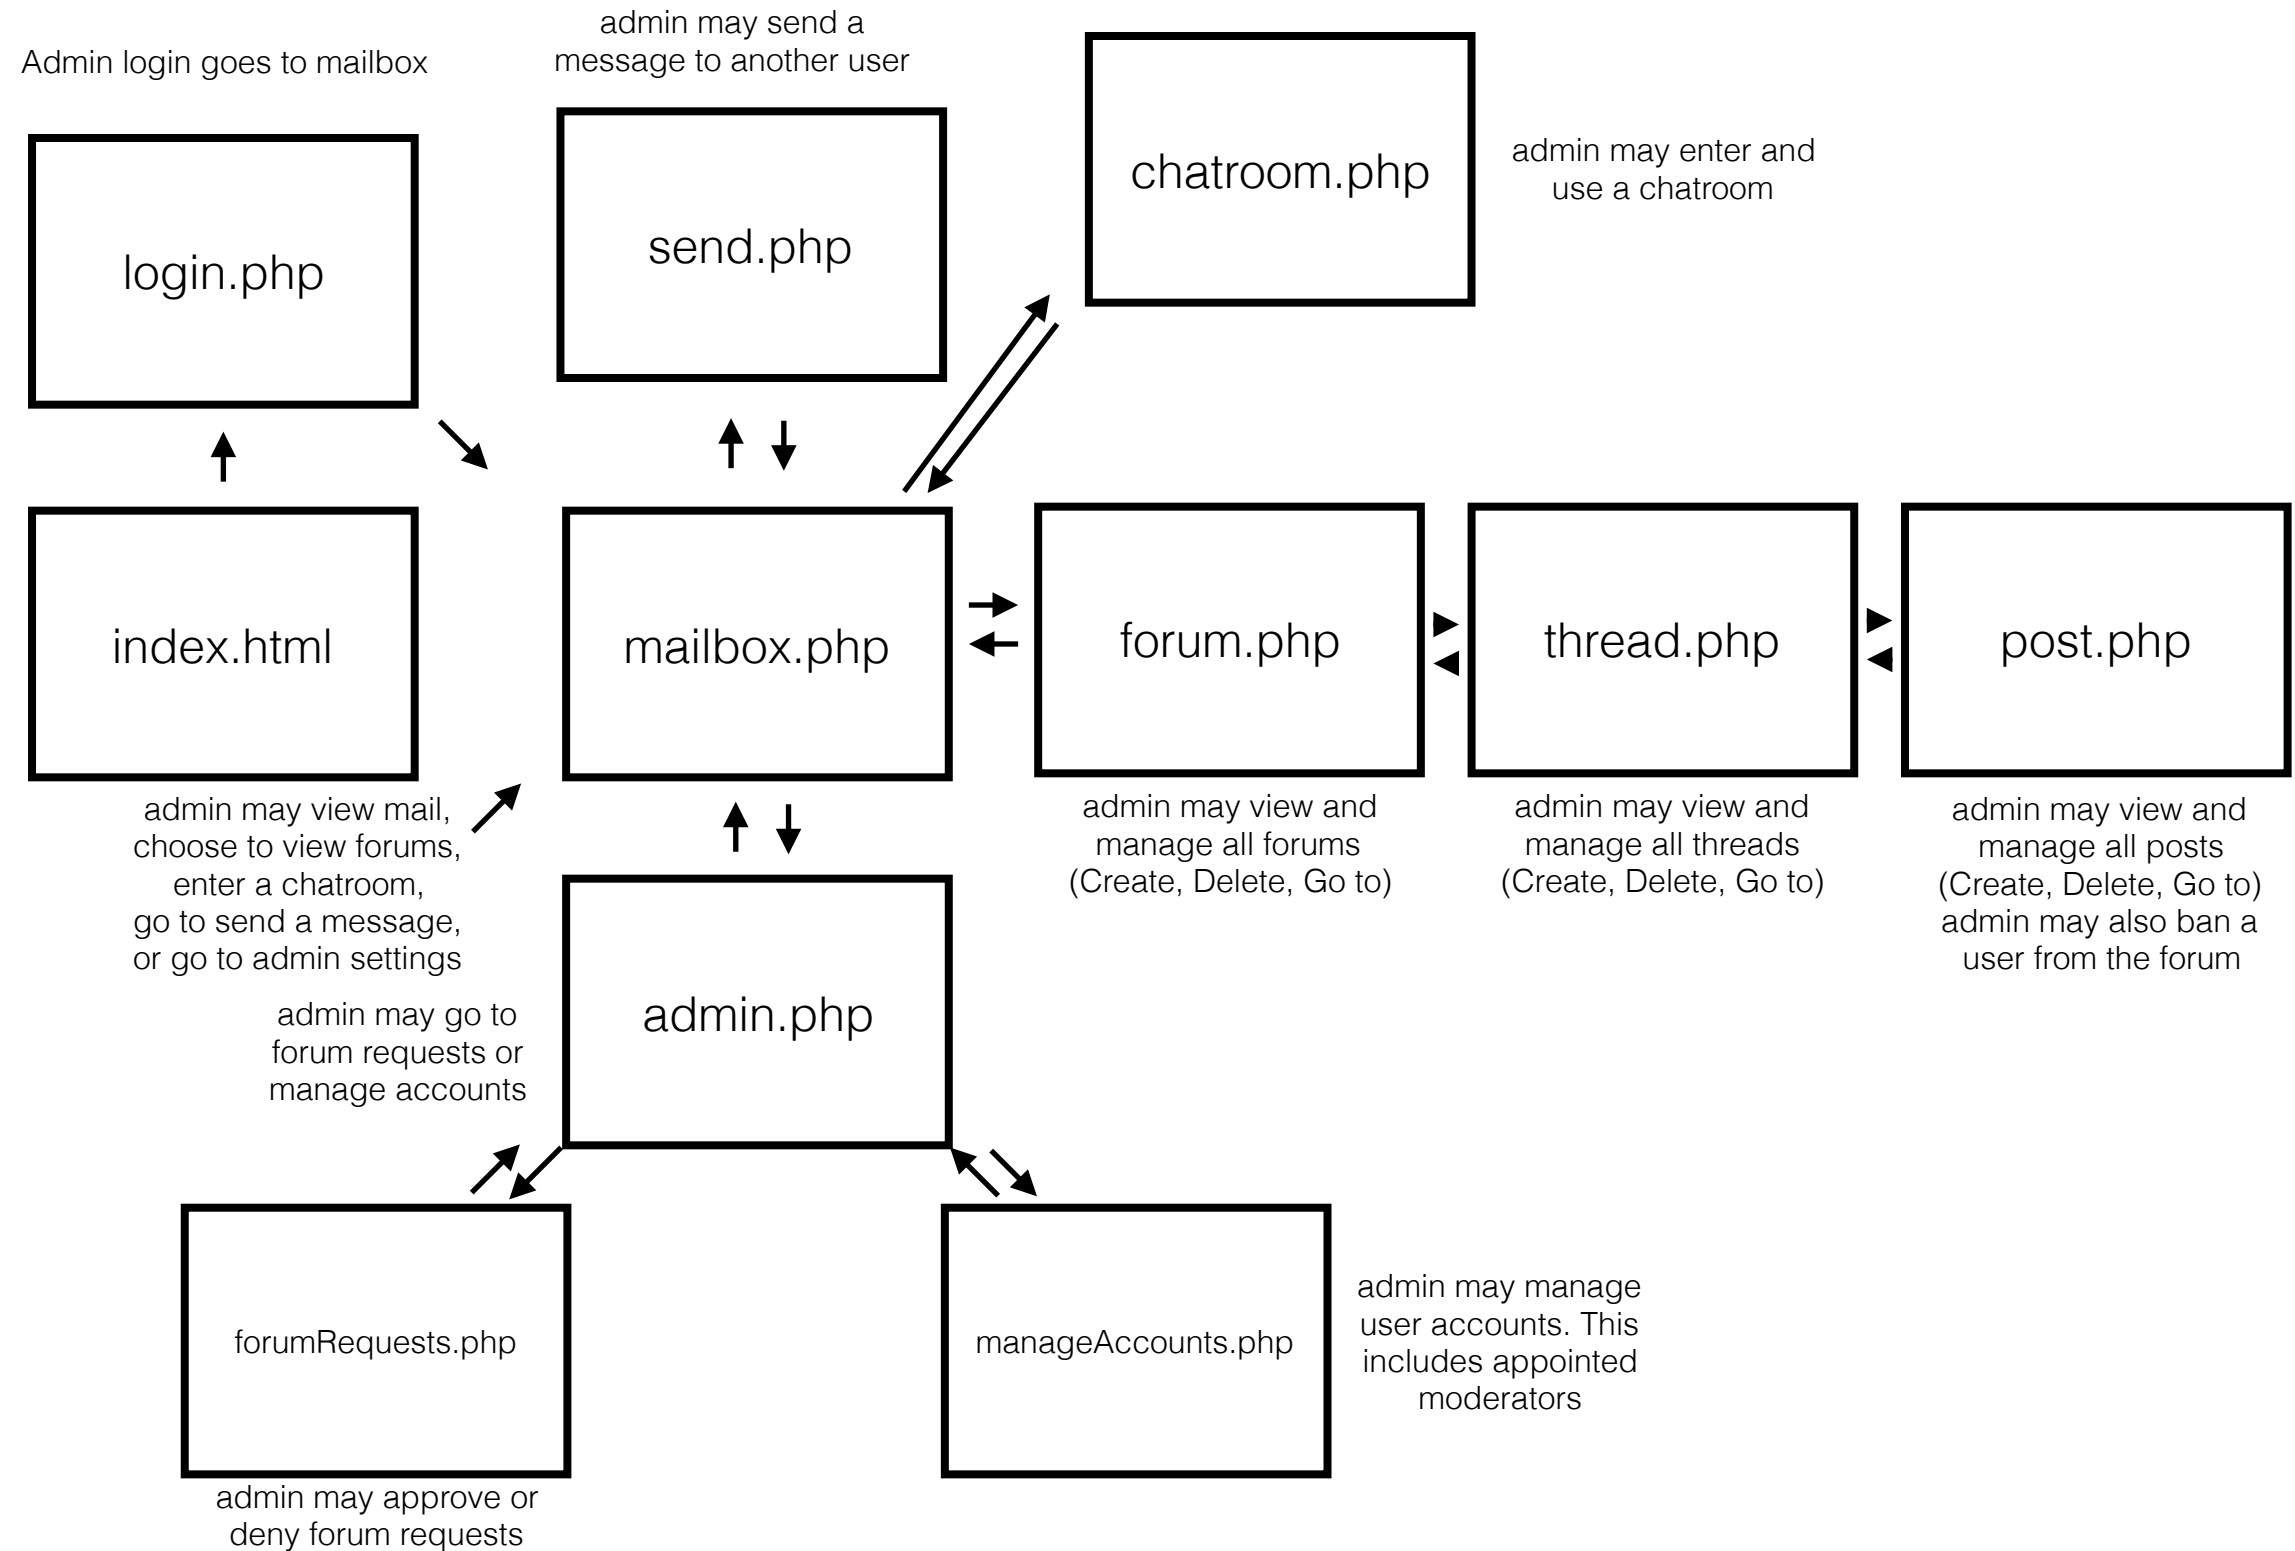 admin may send a
message to another user
Admin login goes to mailbox
login.php
send.php
chatroom.php
admin may enter and
use a chatroom
index.html
mailbox.php
forum.php
thread.php
post.php
admin may view mail,
choose to view forums,
enter a chatroom,
go to send a message,
or go to admin settings
admin may view and
manage all forums
(Create, Delete, Go to)
admin may view and
manage all threads
(Create, Delete, Go to)
admin may view and
manage all posts
(Create, Delete, Go to)
admin may also ban a
user from the forum
admin may go to
forum requests or
manage accounts
admin.php
forumRequests.php
manageAccounts.php
admin may manage
user accounts. This
includes appointed
moderators
admin may approve or
deny forum requests